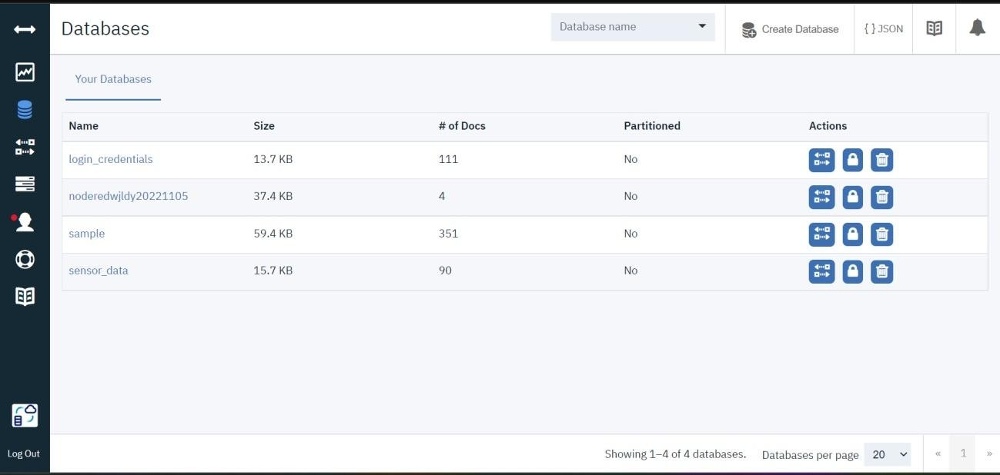 Databases
Database name
Create Database
{ } JSON
Your Databases
Name Size # of Docs Partitioned Actions
login_credentials 13.7 KB 111 No
noderedwjldy20221105 37.4 KB 4 No
sample 59.4 KB 351 No
sensor_data 15.7 KB 90 No
Log Out
Showing 1–4 of 4 databases. Databases per page 20 « 1 »